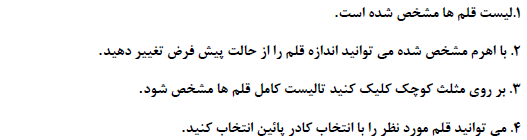 ۱.لیست قلم ها مشخص شده است.
۲. با اهرم مشخص شده می توانید اندازه قلم را از حالت پیش فرض تغییر دهید.
۳. بر روی مثلث کوچک کلیک کنید تالیست کامل قلم ها مشخص شود.
۴. می توانید قلم مورد نظر را با انتخاب کادر پائین انتخاب کنید.